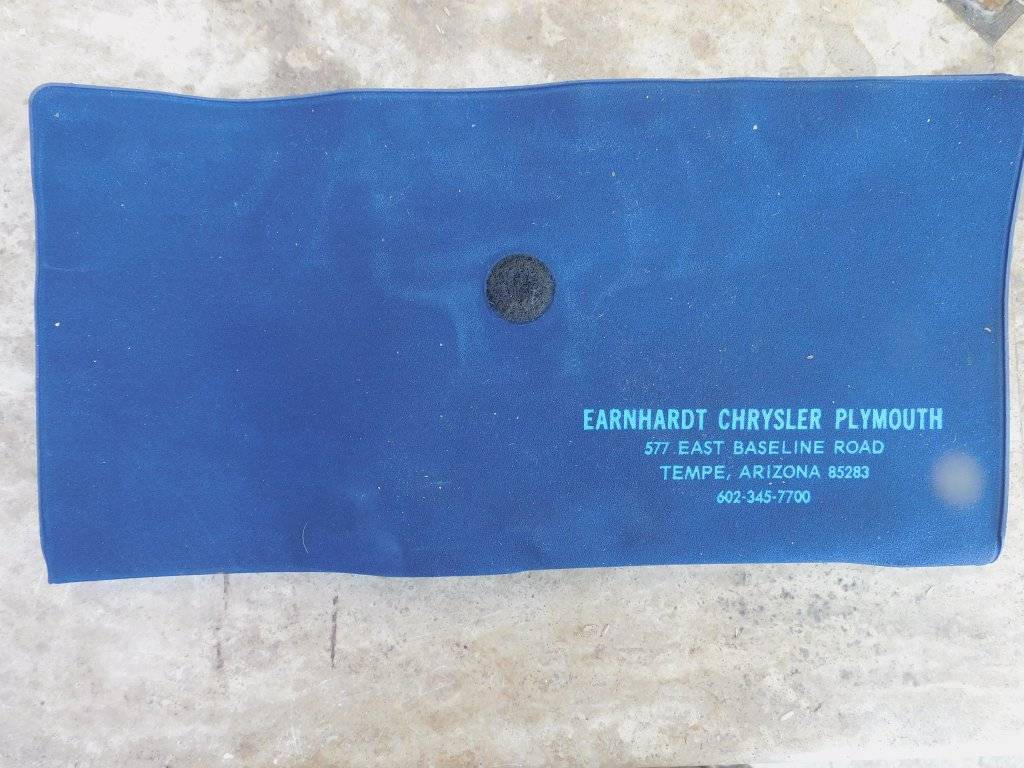 EARNHARDT CHRYSLER PLYMOUTH
577 EAST BASELINE ROAD
TEMPE, ARIZONA 85283
602-345-7700